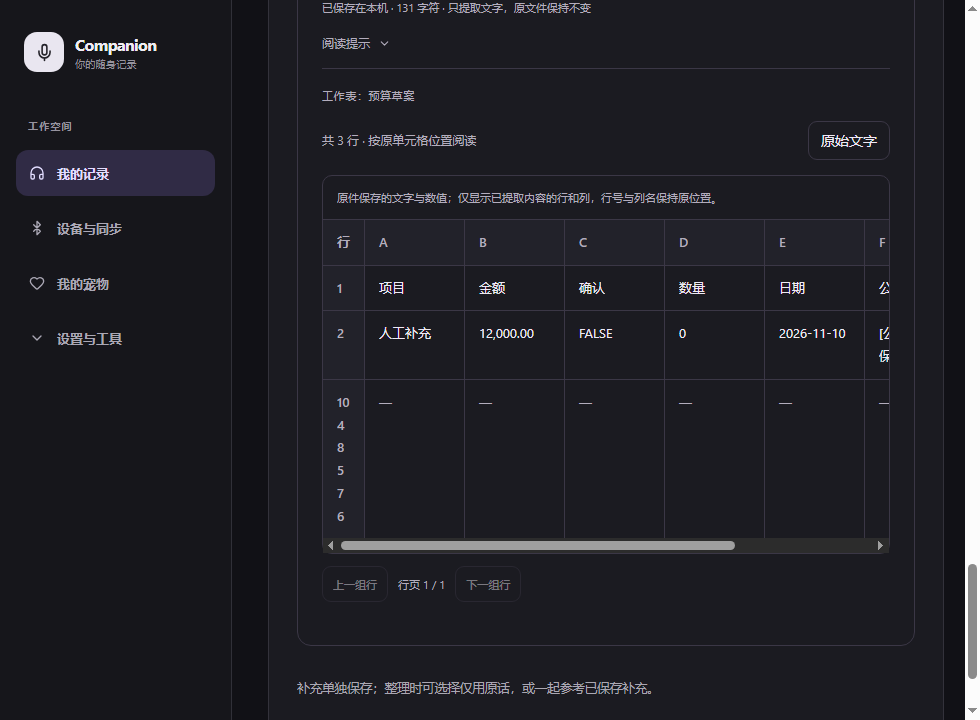 已保存在本机 · 131 字符 · 只提取文字，原文件保持不变
Companion
你的随身记录
阅读提示
工作表：预算草案
工作空间
共 3 行 · 按原单元格位置阅读
原始文字
我的记录
原件保存的文字与数值；仅显示已提取内容的行和列，行号与列名保持原位置。
设备与同步
行 A B C D E F
我的宠物
1 项目 金额 确认 数量 日期 公
设置与工具
2 人工补充 12,000.00 FALSE 0 2026-11-10 [公
保
10 — — — — — —
4
8
5
7
6
上一组行 行页 1 / 1 下一组行
补充单独保存；整理时可选择仅用原话，或一起参考已保存补充。